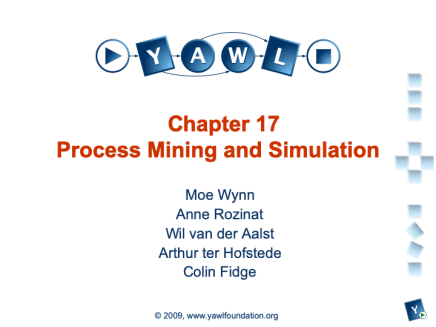 YAWL
Chapter 17
Process Mining and Simulation
Moe Wynn
Anne Rozinat
Wil van der Aalst
Arthur ter Hofstede
Colin Fidge
© 2009, www.yawlfoundation.org
Y